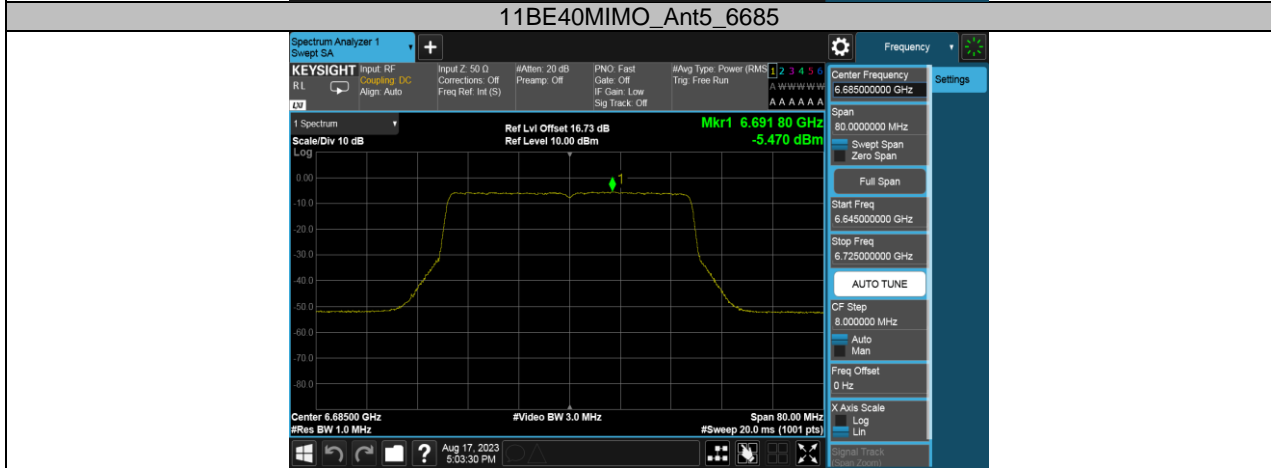 11BE40MIMO_Ant5_6685
Spectrum Analyzer 1
Swept SA
Frequency
KEYSIGHT
RL
LXI
Input: RF
Coupling: DC
Align: Auto
Input Z: 50 Ω
Corrections: Off
Freq Ref: Int (S)
#Atten: 20 dB
Preamp: Off
PNO: Fast
Gate: Off
IF Gain: Low
Sig Track: Off
#Avg Type: Power (RMS
Trig: Free Run
1 2 3 4 5 6
A W W W W W
A A A A A A
Center Frequency
6.685000000 GHz
Settings
1 Spectrum
Scale/Div 10 dB
Ref Lvl Offset 16.73 dB
Ref Level 10.00 dBm
Mkr1 6.691 80 GHz
-5.470 dBm
Log
0.00
-10.0
-20.0
-30.0
-40.0
-50.0
-60.0
-70.0
-80.0
1
Span
80.0000000 MHz
Swept Span
Zero Span
Full Span
Start Freq
6.645000000 GHz
Stop Freq
6.725000000 GHz
AUTO TUNE
CF Step
8.000000 MHz
Auto
Man
Freq Offset
0 Hz
X Axis Scale
Log
Lin
Signal Track
(Span Zoom)
Center 6.68500 GHz
#Res BW 1.0 MHz
#Video BW 3.0 MHz
Span 80.00 MHz
#Sweep 20.0 ms (1001 pts)
?
Aug 17, 2023
5:03:30 PM